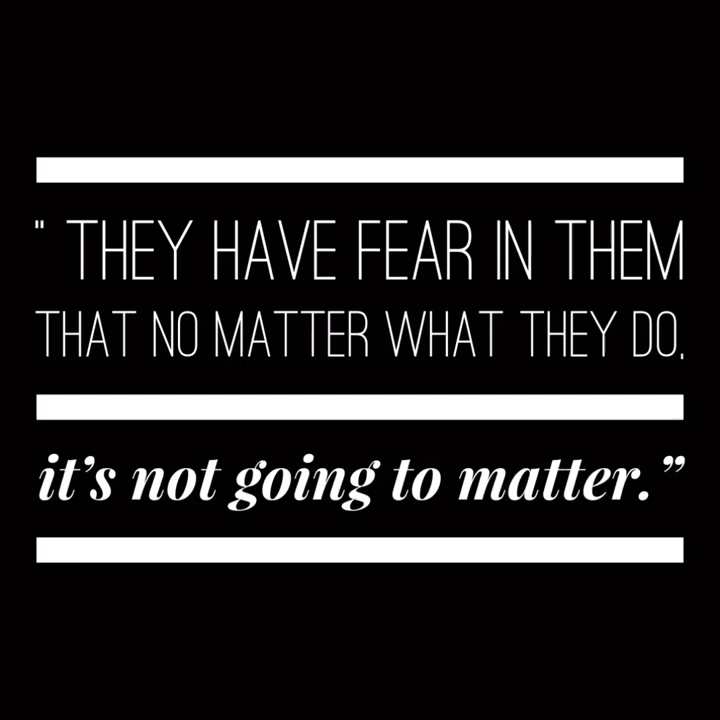 " THEY HAVE FEAR IN THEM
THAT NO MATTER WHAT THEY DO,
it’s not going to matter.”